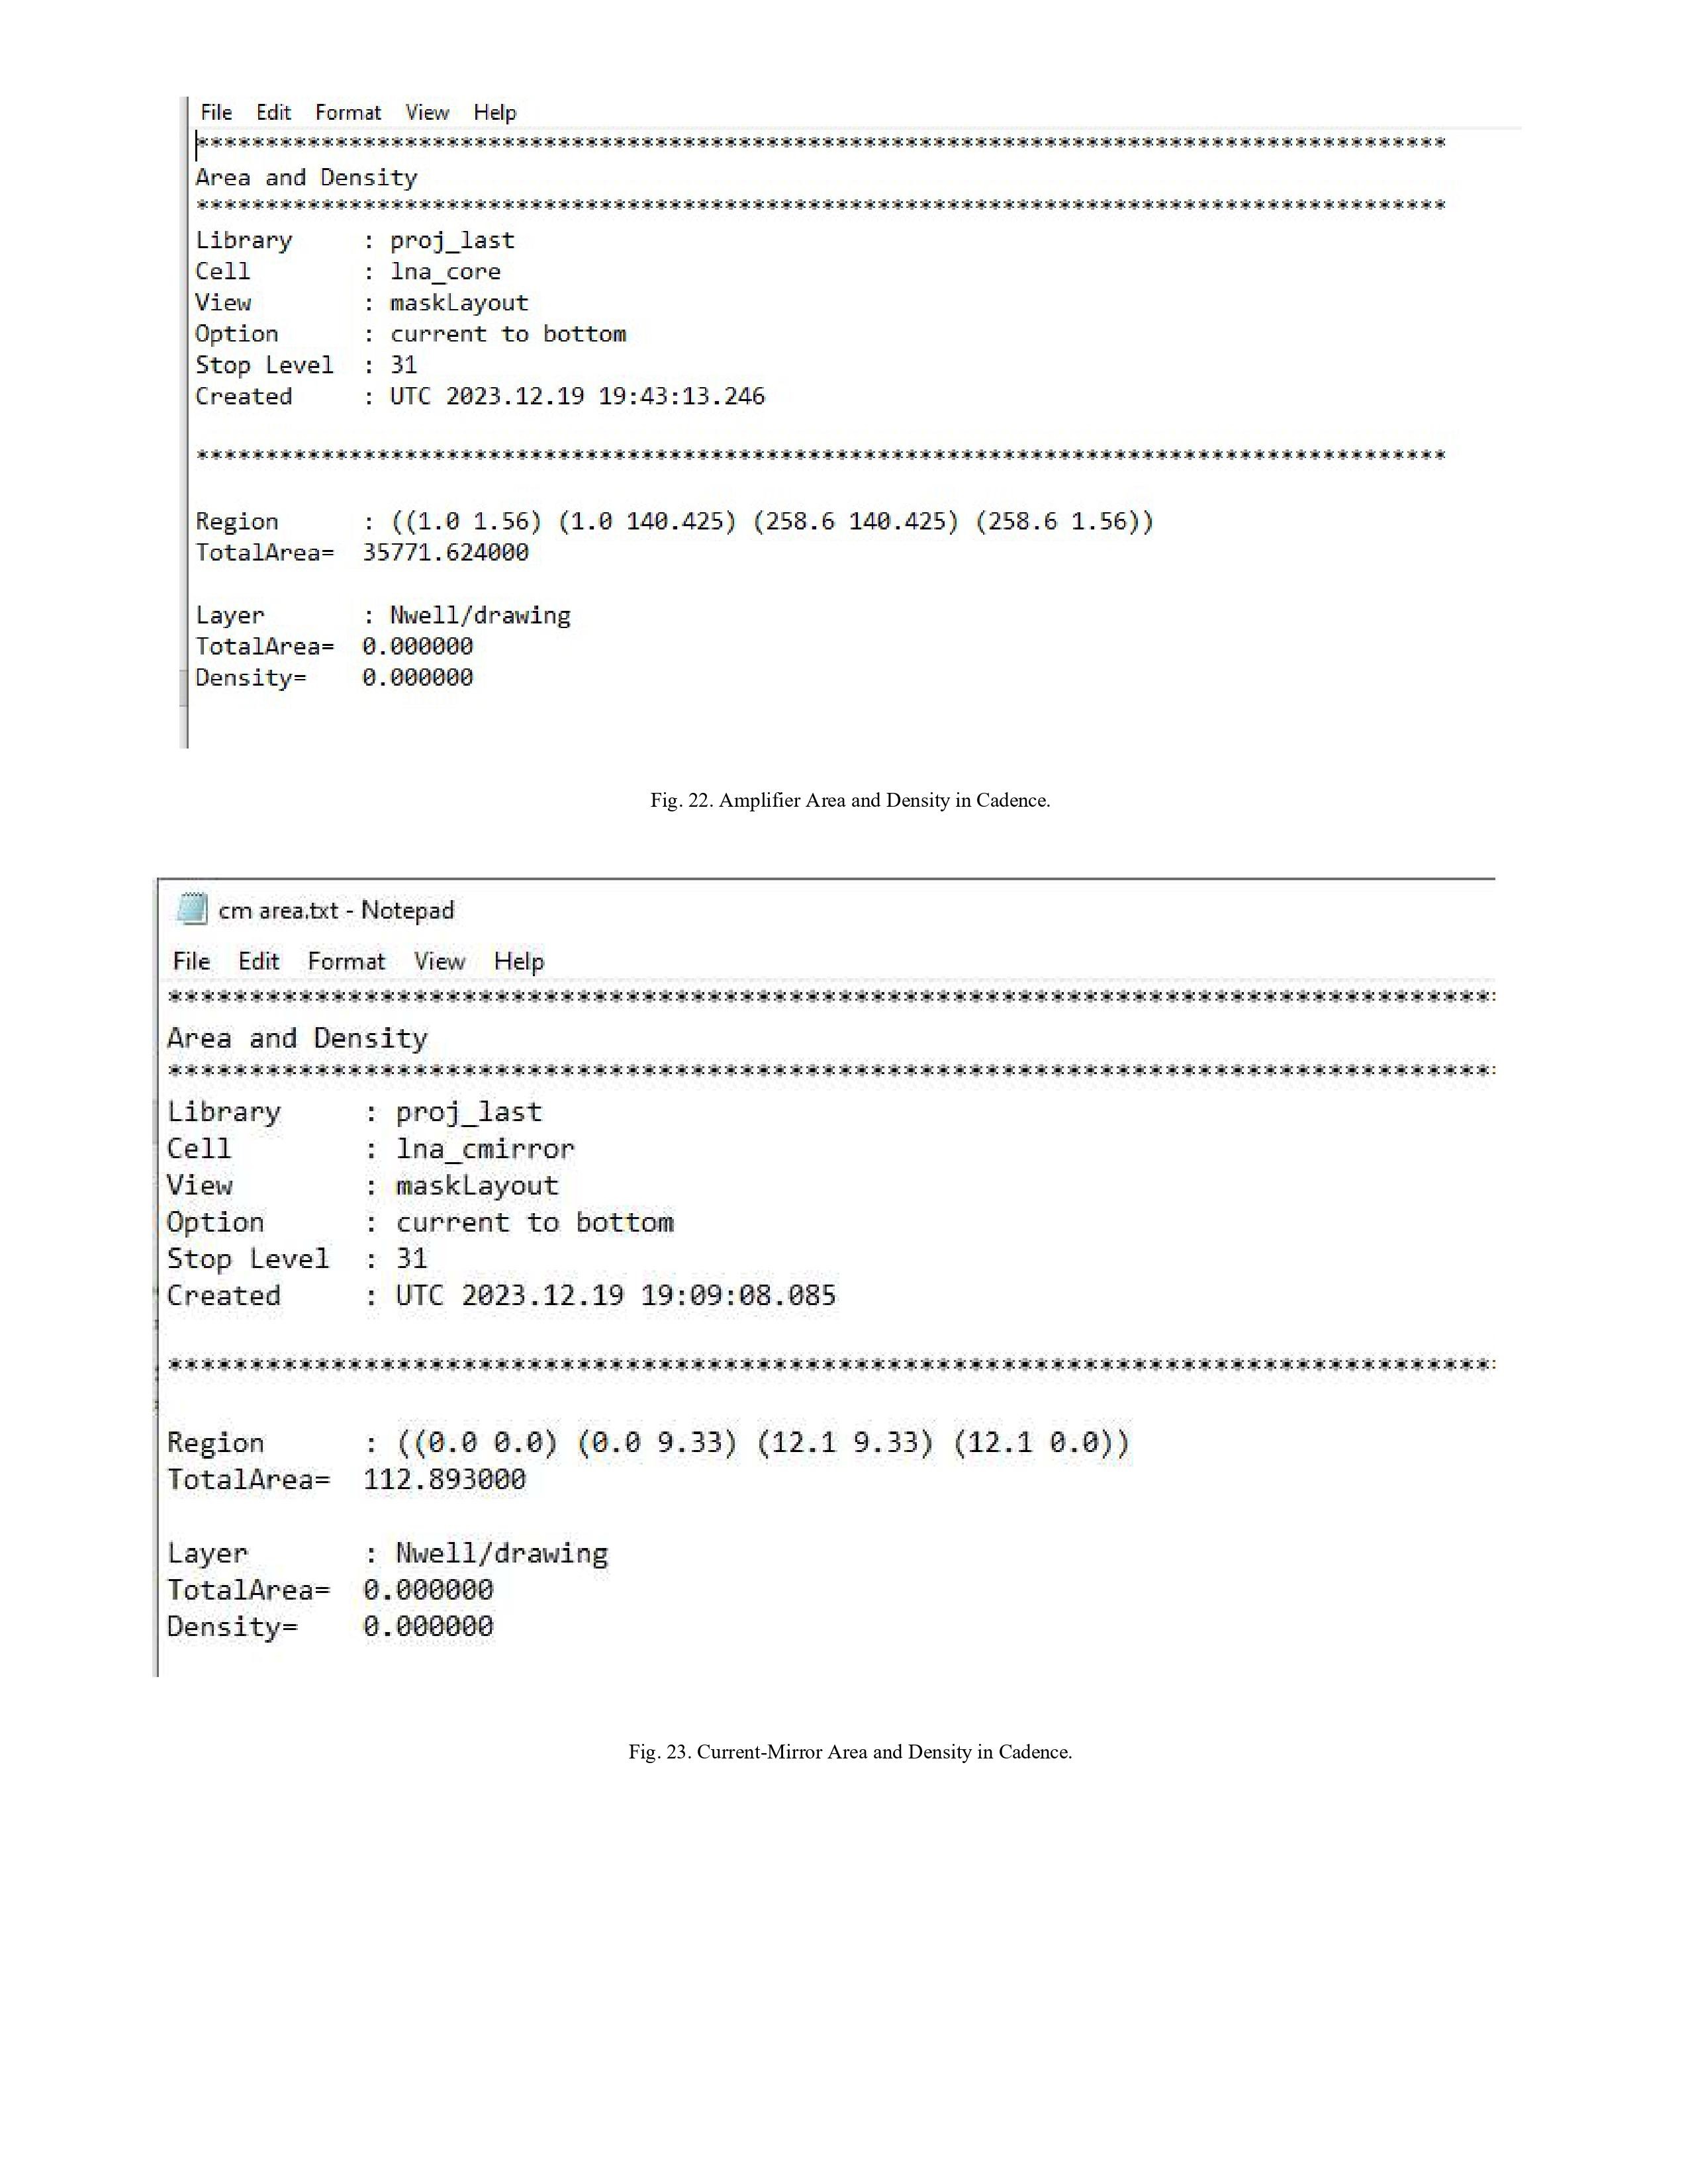 File Edit Format View Help
******************************************************************************************
Area and Density
******************************************************************************************
Library : proj_last
Cell : lna_core
View : maskLayout
Option : current to bottom
Stop Level : 31
Created : UTC 2023.12.19 19:43:13.246
******************************************************************************************
Region : ((1.0 1.56) (1.0 140.425) (258.6 140.425) (258.6 1.56))
TotalArea= 35771.624000
Layer : Nwell/drawing
TotalArea= 0.000000
Density= 0.000000
Fig. 22. Amplifier Area and Density in Cadence.
cm area.txt - Notepad
File Edit Format View Help
*********************************************************************************
Area and Density
*********************************************************************************
Library : proj_last
Cell : lna_cmirror
View : maskLayout
Option : current to bottom
Stop Level : 31
Created : UTC 2023.12.19 19:09:08.085
*********************************************************************************
Region : ((0.0 0.0) (0.0 9.33) (12.1 9.33) (12.1 0.0))
TotalArea= 112.893000
Layer : Nwell/drawing
TotalArea= 0.000000
Density= 0.000000
Fig. 23. Current-Mirror Area and Density in Cadence.